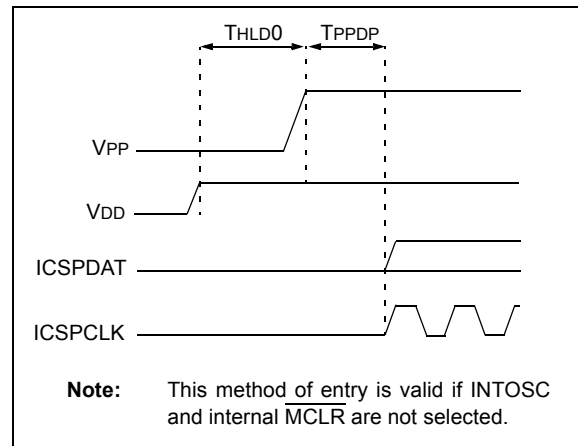 THLD0 TPPDP
VPP
VDD
ICSPDAT
ICSPCLK
Note: This method of entry is valid if INTOSC
and internal MCLR are not selected.